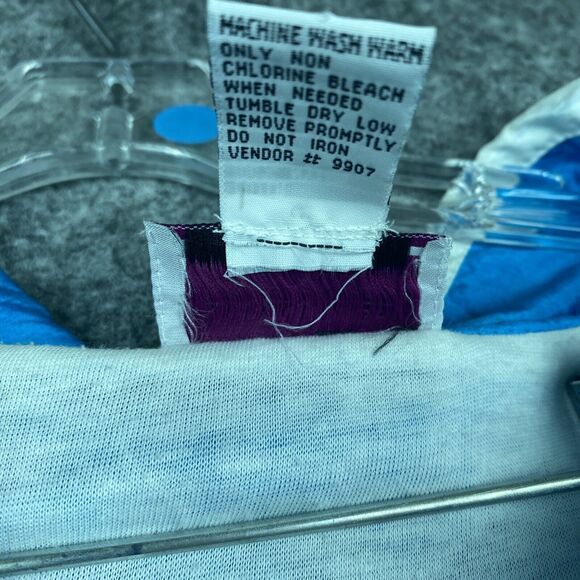 MACHINE WASH WARM
ONLY NON
CHLORINE BLEACH
WHEN NEEDED
TUMBLE DRY LOW
REMOVE PROMPTLY
DO NOT IRON
VENDOR # 9907